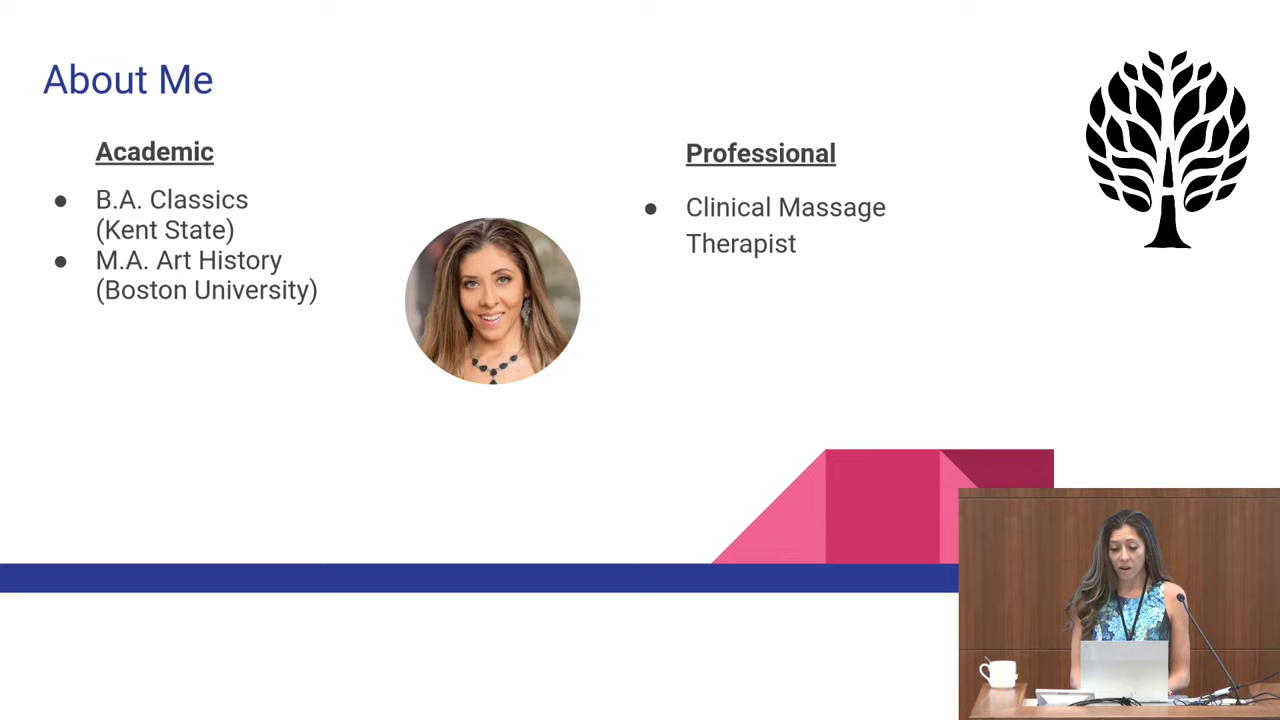 About Me
Academic
● B.A. Classics
(Kent State)
● M.A. Art History
(Boston University)
Professional
● Clinical Massage
Therapist